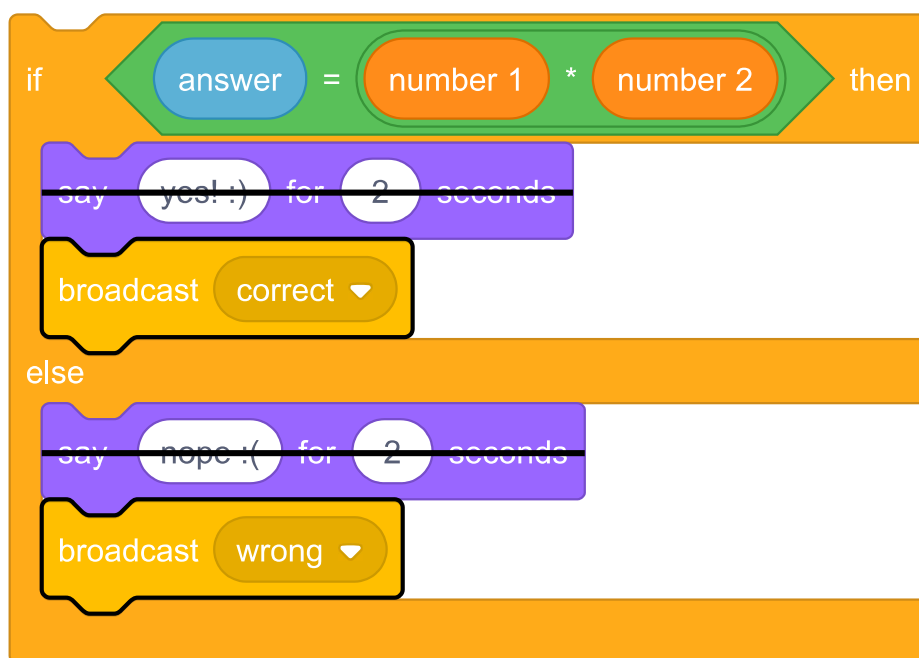 if answer = number 1 * number 2 then
say yes! :) for 2 seconds
broadcast correct
else
say nope :( for 2 seconds
broadcast wrong